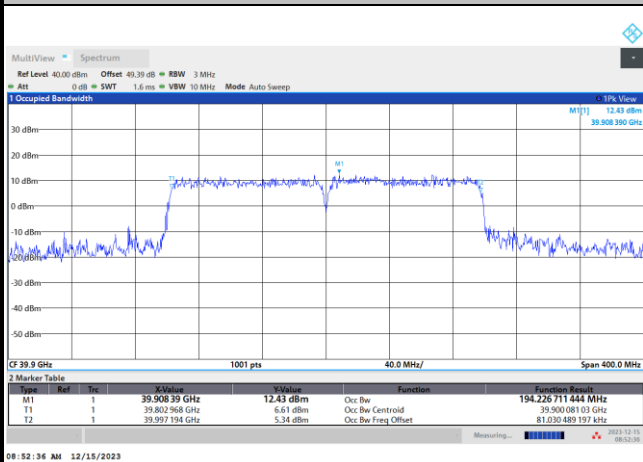 MultiView Spectrum
Ref Level 40.00 dBm Offset 49.39 dB RBW 3 MHz
Att 0 dB SWT 1.6 ms VBW 10 MHz Mode Auto Sweep
1 Occupied Bandwidth 1Pk View
M1[1] 12.43 dBm
39.908 390 GHz
30 dBm
20 dBm
M1
T1
10 dBm
T2
0 dBm
-10 dBm
-20 dBm
-30 dBm
-40 dBm
-50 dBm
CF 39.9 GHz 1001 pts 40.0 MHz/ Span 400.0 MHz
2 Marker Table
Type Ref Trc X-Value Y-Value Function Function Result
M1 1 39.90839 GHz 12.43 dBm Occ Bw 194.226 711 444 MHz
T1 1 39.802 968 GHz 6.61 dBm Occ Bw Centroid 39.900 081 03 GHz
T2 1 39.997 194 GHz 5.34 dBm Occ Bw Freq Offset 81.030 489 197 kHz
Measuring... 2023-12-15
08:52:36
08:52:36 AM 12/15/2023